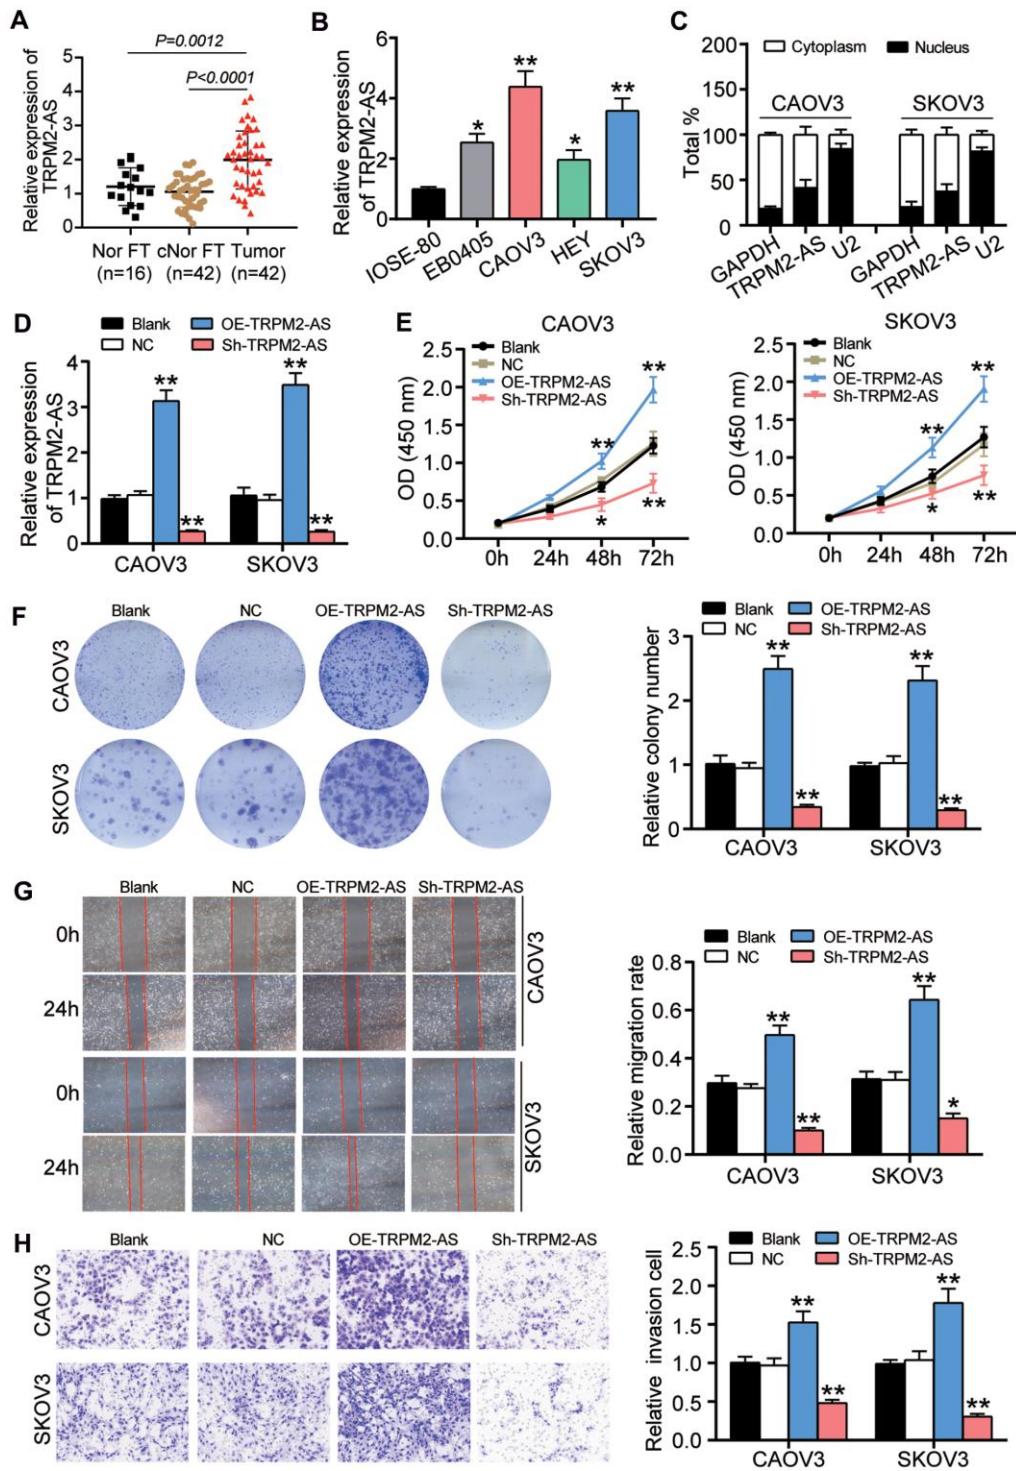 A
P=0.0012
P<0.0001
Relative expression of
TRPM2-AS
5
4
3
2
1
0
Nor FT cNor FT Tumor
(n=16) (n=42) (n=42)
B
Relative expression
of TRPM2-AS
6
4
2
0
*
**
*
**
IOSE-80
EB0405
CAOV3
HEY
SKOV3
C
Total %
200
150
100
50
0
Cytoplasm Nucleus
CAOV3 SKOV3
GAPDH
TRPM2-AS
U2
GAPDH
TRPM2-AS
U2
D
Blank OE-TRPM2-AS
NC Sh-TRPM2-AS
Relative expression
of TRPM2-AS
4
3
2
1
0
**
**
**
**
CAOV3 SKOV3
E
CAOV3
OD (450 nm)
2.5
2.0
1.5
1.0
0.5
0.0
Blank
NC
OE-TRPM2-AS
Sh-TRPM2-AS
**
**
*
**
0h 24h 48h 72h
SKOV3
OD (450 nm)
2.5
2.0
1.5
1.0
0.5
0.0
Blank
NC
OE-TRPM2-AS
Sh-TRPM2-AS
**
**
*
**
0h 24h 48h 72h
F
Blank NC OE-TRPM2-AS Sh-TRPM2-AS
CAOV3
SKOV3
Blank OE-TRPM2-AS
NC Sh-TRPM2-AS
Relative colony number
3
2
1
0
**
**
**
**
CAOV3 SKOV3
G
Blank NC OE-TRPM2-AS Sh-TRPM2-AS
0h
24h
CAOV3
0h
24h
SKOV3
Blank OE-TRPM2-AS
NC Sh-TRPM2-AS
Relative migration rate
0.8
0.6
0.4
0.2
0.0
**
**
**
*
CAOV3 SKOV3
H
Blank NC OE-TRPM2-AS Sh-TRPM2-AS
CAOV3
SKOV3
Blank OE-TRPM2-AS
NC Sh-TRPM2-AS
Relative invasion cell
2.5
2.0
1.5
1.0
0.5
0.0
**
**
**
**
CAOV3 SKOV3